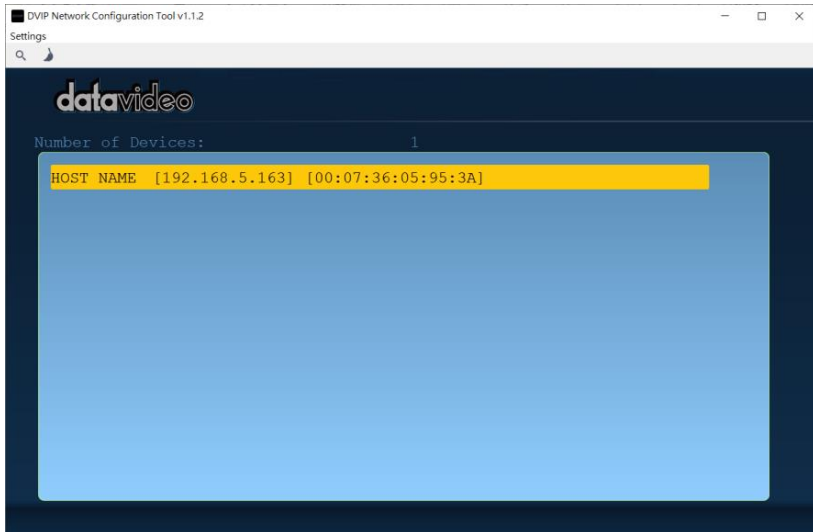 DVIP Network Configuration Tool v1.1.2
Settings
datavideo
Number of Devices: 1
HOST NAME [192.168.5.163] [00:07:36:05:95:3A]